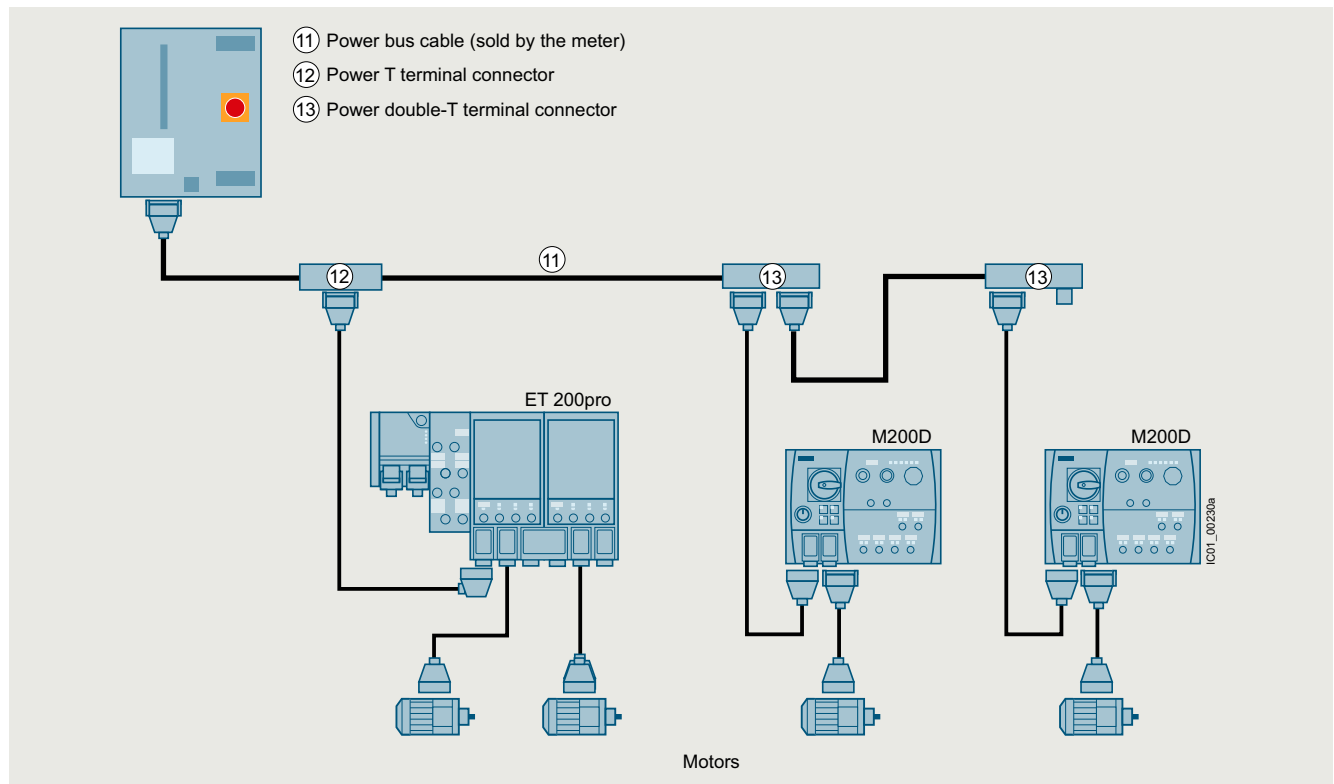 11 Power bus cable (sold by the meter)
12 Power T terminal connector
13 Power double-T terminal connector
11
12
13
13
ET 200pro
M200D
M200D
IC01_00230a
Motors